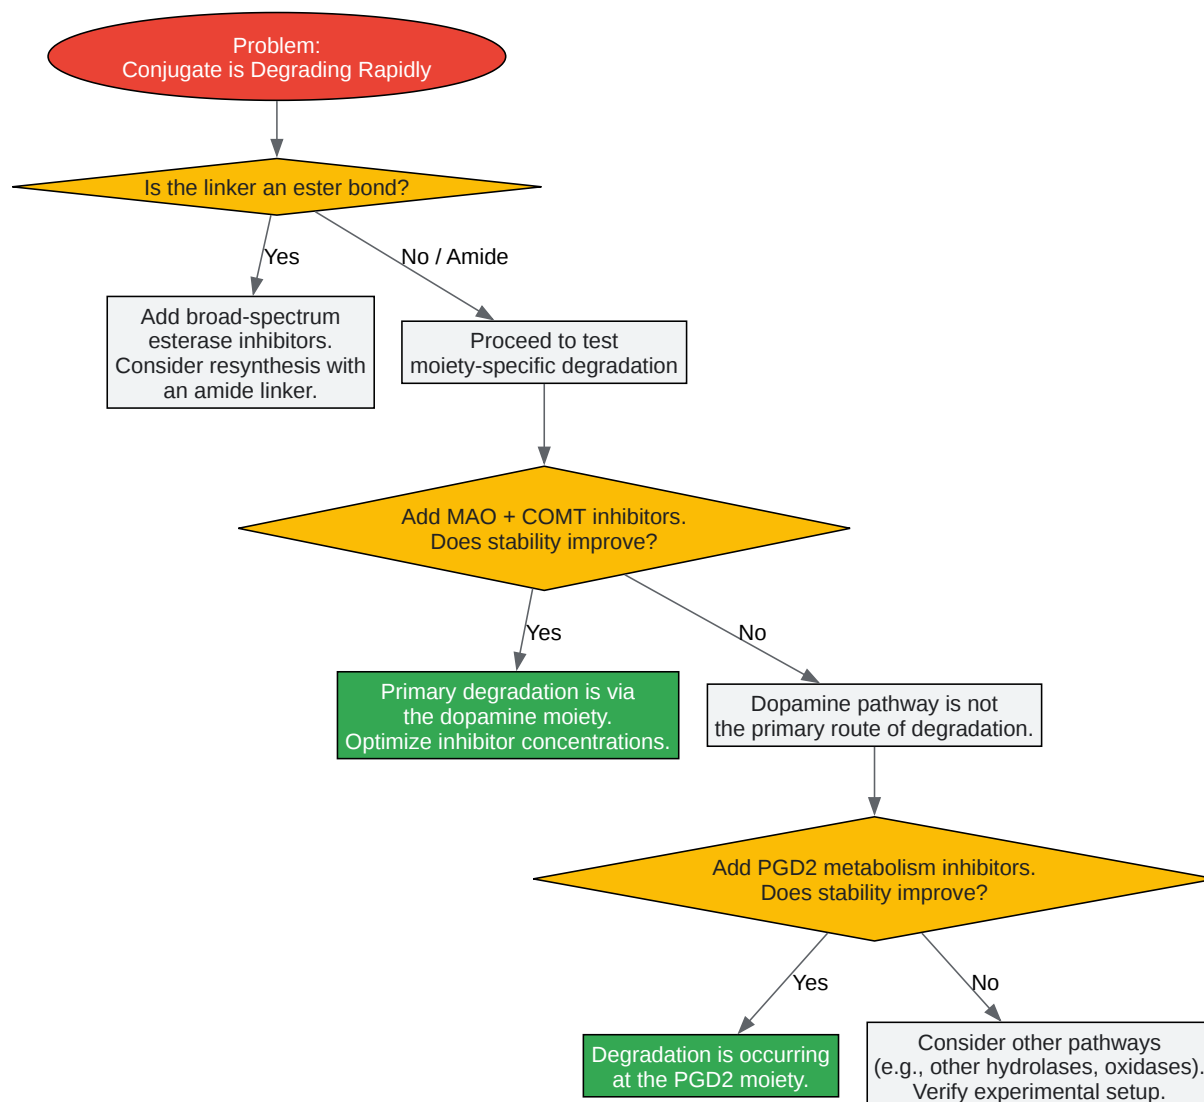 Problem:
Conjugate is Degrading Rapidly
Is the linker an ester bond?
Yes
No / Amide
Add broad-spectrum
esterase inhibitors.
Consider resynthesis with
an amide linker.
Proceed to test
moiety-specific degradation
Add MAO + COMT inhibitors.
Does stability improve?
Yes
No
Primary degradation is via
the dopamine moiety.
Optimize inhibitor concentrations.
Dopamine pathway is not
the primary route of degradation.
Add PGD2 metabolism inhibitors.
Does stability improve?
Yes
No
Degradation is occurring
at the PGD2 moiety.
Consider other pathways
(e.g., other hydrolases, oxidases).
Verify experimental setup.